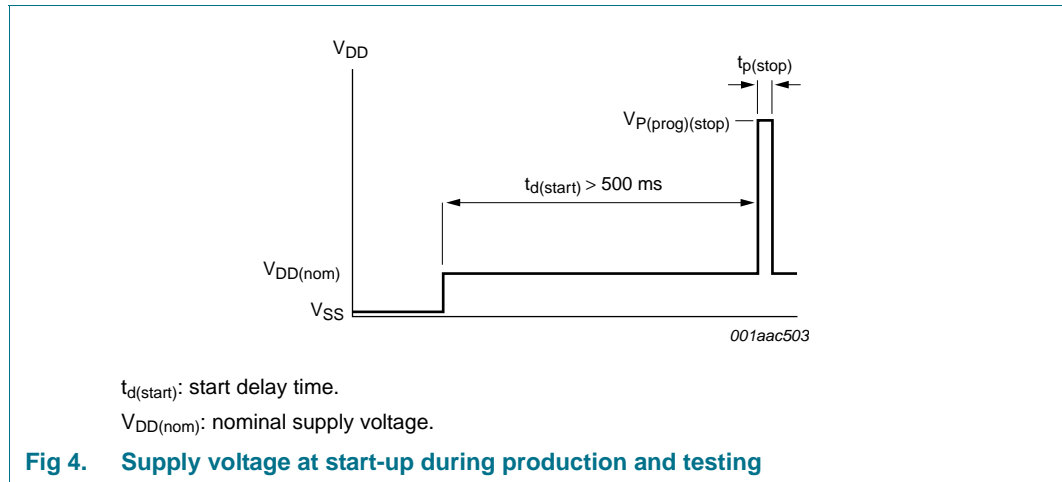 VDD
tp(stop)
VP(prog)(stop)
td(start) > 500 ms
VDD(nom)
VSS
001aac503
td(start): start delay time.
VDD(nom): nominal supply voltage.
Fig 4. Supply voltage at start-up during production and testing